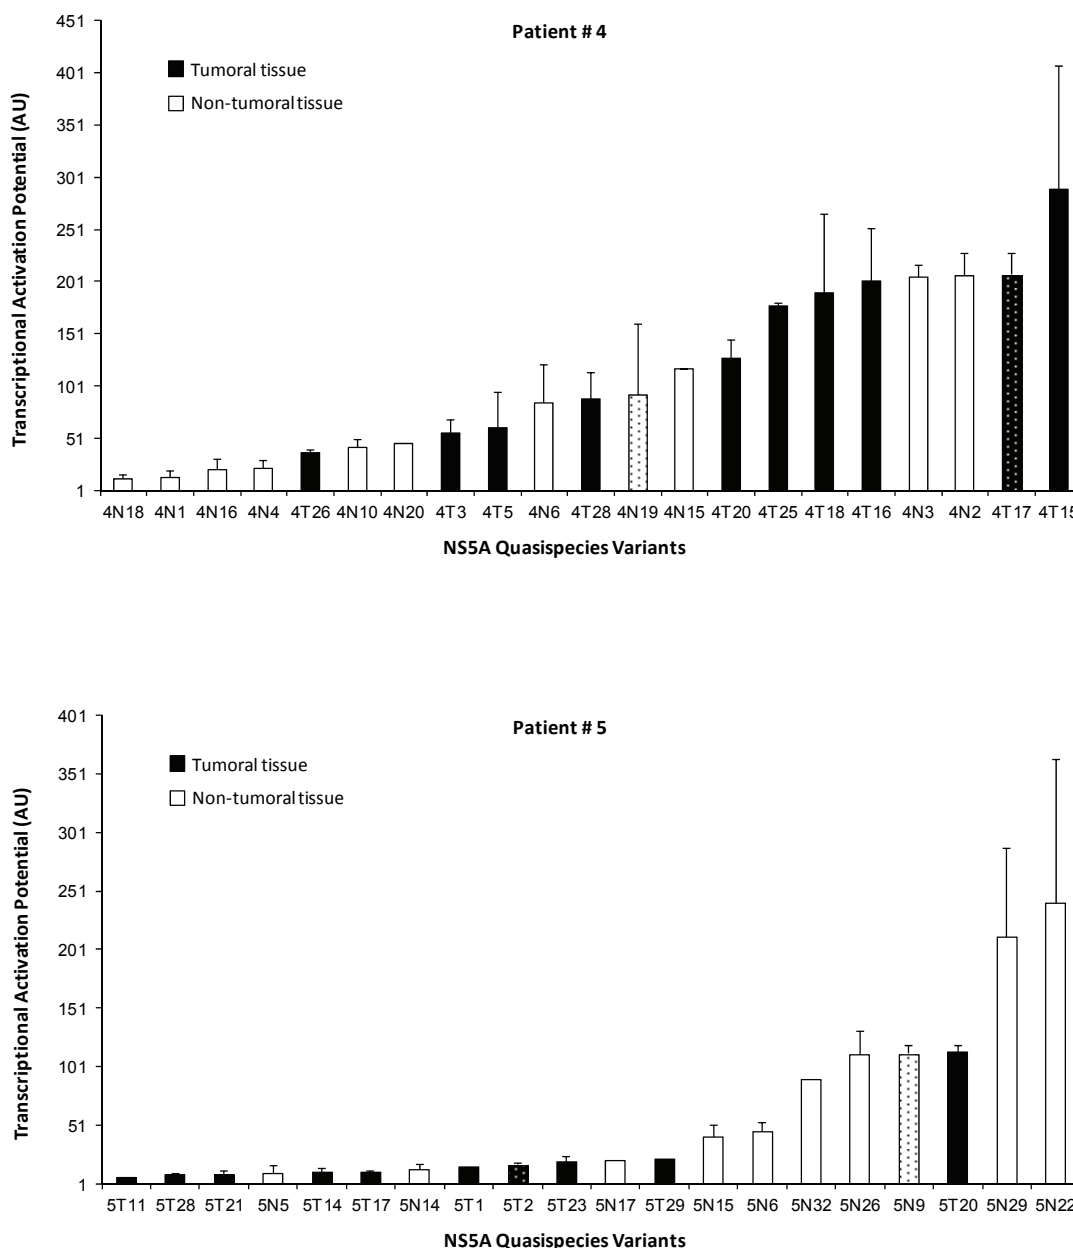 Patient # 4
Tumoral tissue
Non-tumoral tissue
Transcriptional Activation Potential (AU)
451
401
351
301
251
201
151
101
51
1
4N18 4N1 4N16 4N4 4T26 4N10 4N20 4T3 4T5 4N6 4T28 4N19 4N15 4T20 4T25 4T18 4T16 4N3 4N2 4T17 4T15
NS5A Quasispecies Variants
Patient # 5
Tumoral tissue
Non-tumoral tissue
Transcriptional Activation Potential (AU)
401
351
301
251
201
151
101
51
1
5T11 5T28 5T21 5N5 5T14 5T17 5N14 5T1 5T2 5T23 5N17 5T29 5N15 5N6 5N32 5N26 5N9 5T20 5N29 5N22
NS5A Quasispecies Variants